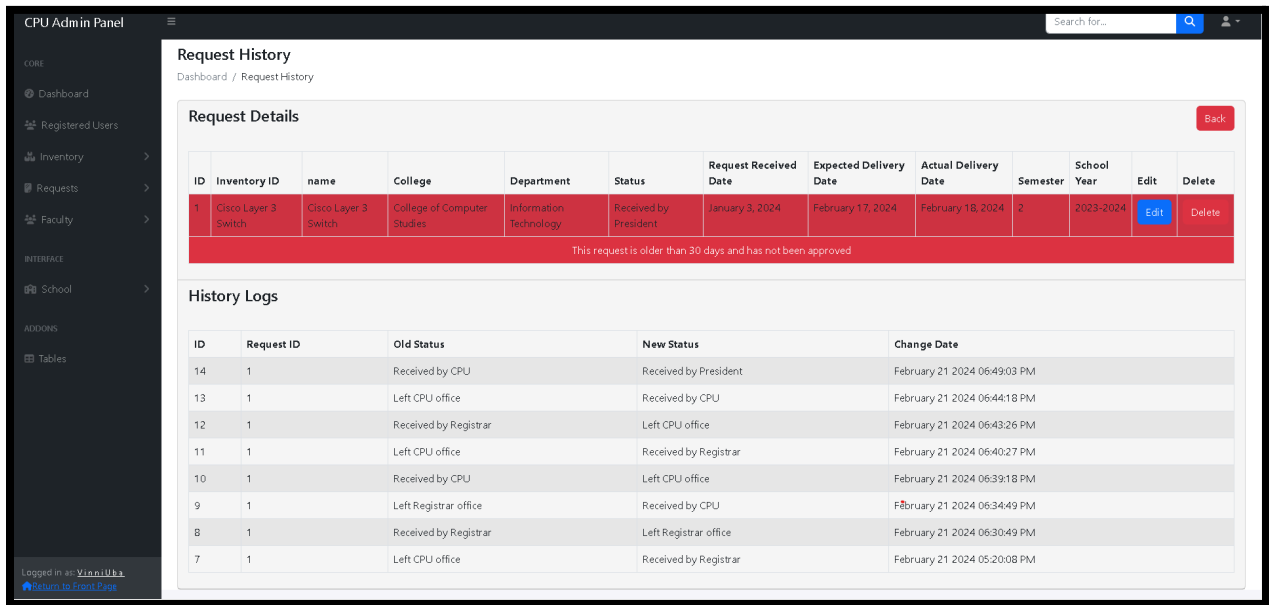 CPU Admin Panel
Search for...
CORE
Dashboard
Registered Users
Inventory
Requests
Faculty
INTERFACE
School
ADDONS
Tables
Logged in as: VinniUba
Return to Front Page
Request History
Dashboard / Request History
Request Details
Back
ID Inventory ID name College Department Status Request Received Date Expected Delivery Date Actual Delivery Date Semester School Year Edit Delete
1 Cisco Layer 3 Switch Cisco Layer 3 Switch College of Computer Studies Information Technology Received by President January 3, 2024 February 17, 2024 February 18, 2024 2 2023-2024 Edit Delete
This request is older than 30 days and has not been approved
History Logs
ID Request ID Old Status New Status Change Date
14 1 Received by CPU Received by President February 21 2024 06:49:03 PM
13 1 Left CPU office Received by CPU February 21 2024 06:44:18 PM
12 1 Received by Registrar Left CPU office February 21 2024 06:43:26 PM
11 1 Left CPU office Received by Registrar February 21 2024 06:40:27 PM
10 1 Received by CPU Left CPU office February 21 2024 06:39:18 PM
9 1 Left Registrar office Received by CPU February 21 2024 06:34:49 PM
8 1 Received by Registrar Left Registrar office February 21 2024 06:30:49 PM
7 1 Left CPU office Received by Registrar February 21 2024 05:20:08 PM